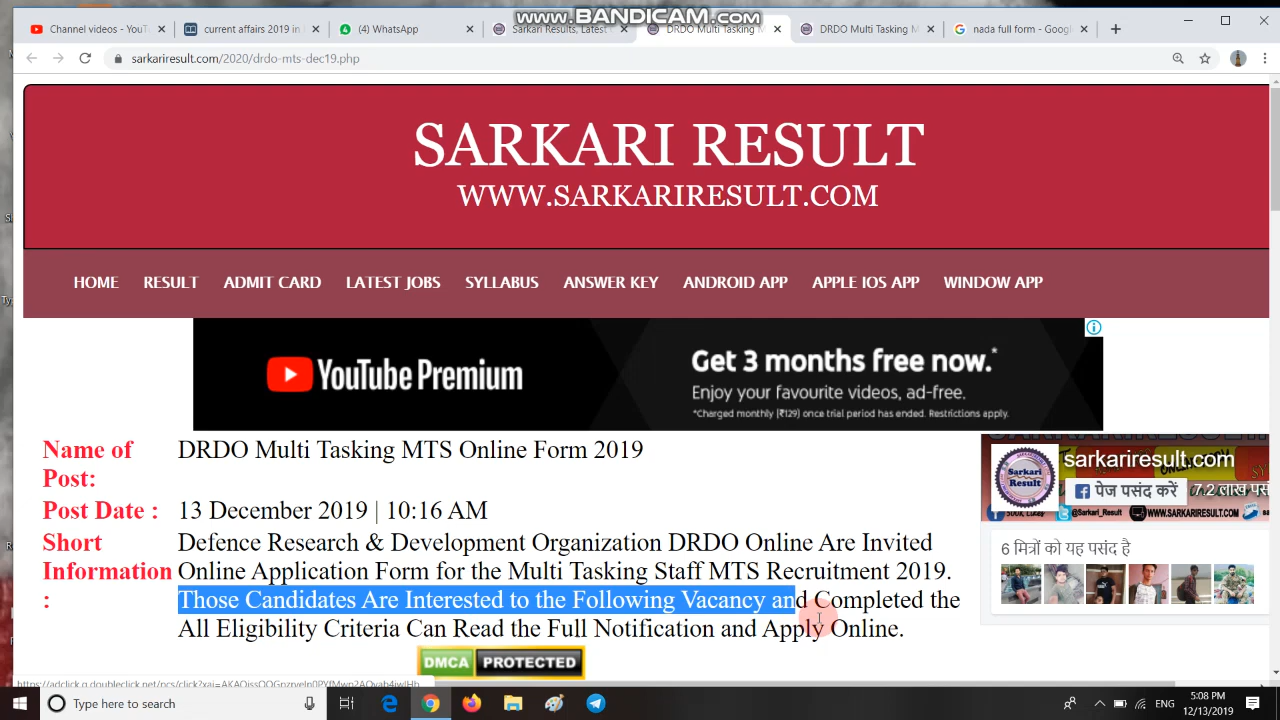 www.BANDICAM.com
Channel videos - YouT
current affairs 2019 in
(4) WhatsApp
Sarkari Results, Latest
DRDO Multi Tasking M
DRDO Multi Tasking M
nada full form - Google
sarkariresult.com/2020/drdo-mts-dec19.php
SARKARI RESULT
WWW.SARKARIRESULT.COM
HOME RESULT ADMIT CARD LATEST JOBS SYLLABUS ANSWER KEY ANDROID APP APPLE IOS APP WINDOW APP
YouTube Premium
Get 3 months free now.*
Enjoy your favourite videos, ad-free.
*Charged monthly (₹129) once trial period has ended. Restrictions apply.
Name of Post: DRDO Multi Tasking MTS Online Form 2019
Post Date : 13 December 2019 | 10:16 AM
Short Information : Defence Research & Development Organization DRDO Online Are Invited
Online Application Form for the Multi Tasking Staff MTS Recruitment 2019.
Those Candidates Are Interested to the Following Vacancy and Completed the
All Eligibility Criteria Can Read the Full Notification and Apply Online.
DMCA PROTECTED
sarkariresult.com
Sarkari Result
पेज पसंद करें
7.2 लाख पसं
@Sarkari_Result
WWW.SARKARIRESULT.COM
6 मित्रों को यह पसंद है
Type here to search
ENG
5:08 PM
12/13/2019